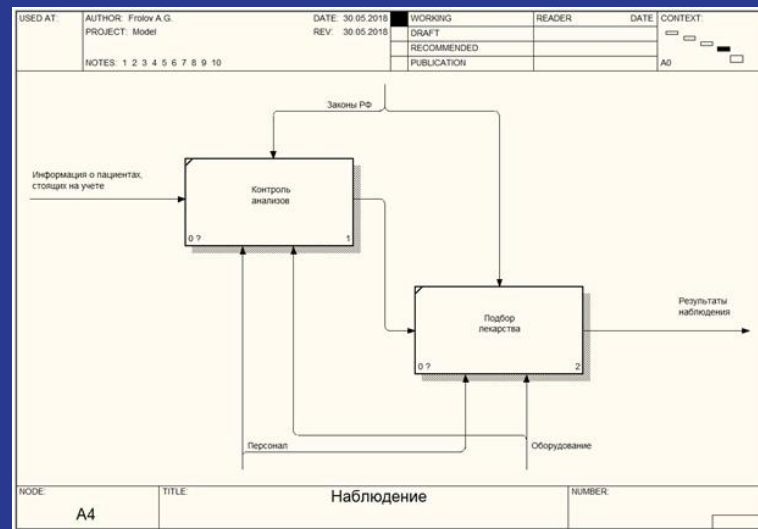 USED AT:
AUTHOR: Frolov A.G.
DATE: 30.05.2018
PROJECT: Model
REV: 30.05.2018
NOTES: 1 2 3 4 5 6 7 8 9 10
WORKING
DRAFT
RECOMMENDED
PUBLICATION
READER
DATE
CONTEXT:
A0
Законы РФ
Информация о пациентах,
стоящих на учете
Контроль
анализов
0 ?
1
Подбор
лекарства
0 ?
2
Результаты
наблюдения
Персонал
Оборудование
NODE:
A4
TITLE:
Наблюдение
NUMBER: